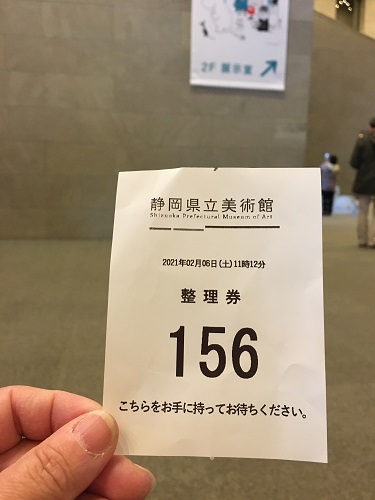 2F 展示室
静岡県立美術館
Shizuoka Prefectural Museum of Art
2021年02月06日(土)11時12分
整理券
156
こちらをお手に持ってお待ちください。